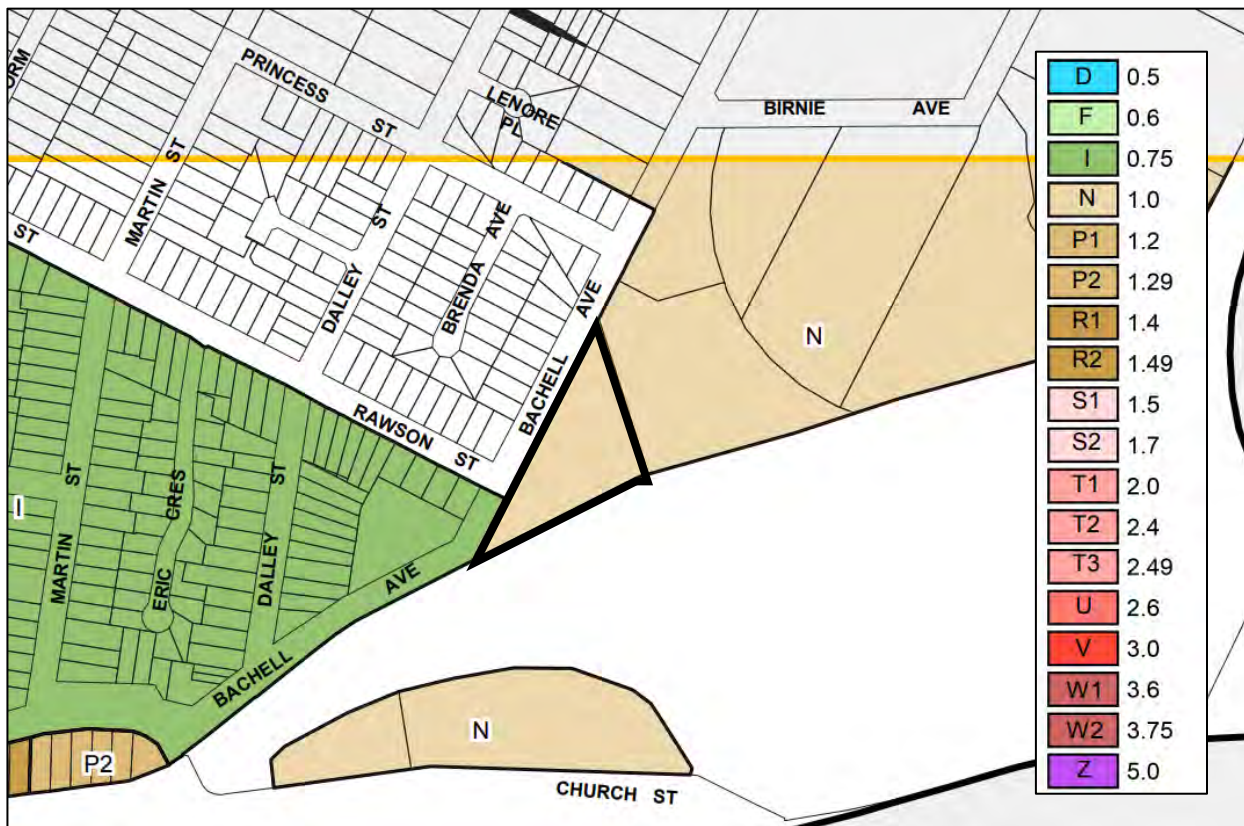 ORM
PRINCESS
ST
LENORE
PL
BIRNIE AVE
MARTIN ST
ST
DALLEY
ST
BRENDA AVE
BACHELL
AVE
RAWSON
ST
N
I
MARTIN
ST
ERIC
CRES
DALLEY
ST
BACHELL
AVE
P2
N
CHURCH ST
D 0.5
F 0.6
I 0.75
N 1.0
P1 1.2
P2 1.29
R1 1.4
R2 1.49
S1 1.5
S2 1.7
T1 2.0
T2 2.4
T3 2.49
U 2.6
V 3.0
W1 3.6
W2 3.75
Z 5.0